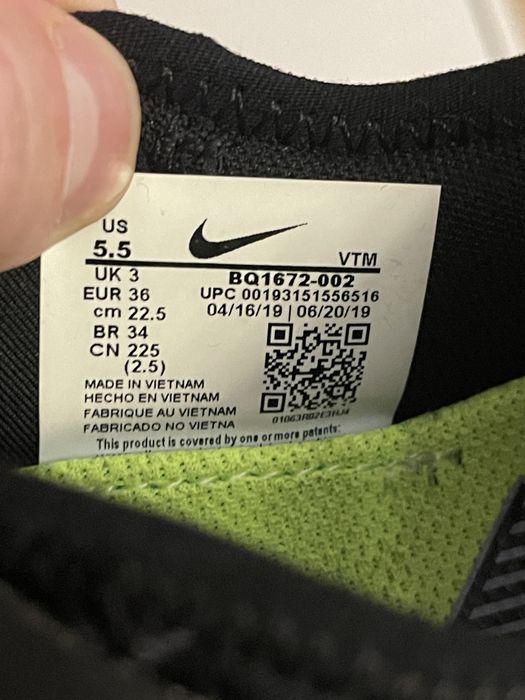 US
5.5
VTM
UK 3
EUR 36
cm 22.5
BR 34
CN 225
(2.5)
BQ1672-002
UPC 00193151556516
04/16/19 | 06/20/19
MADE IN VIETNAM
HECHO EN VIETNAM
FABRIQUE AU VIETNAM
FABRICADO NO VIETNA
This product is covered by one or more patents: